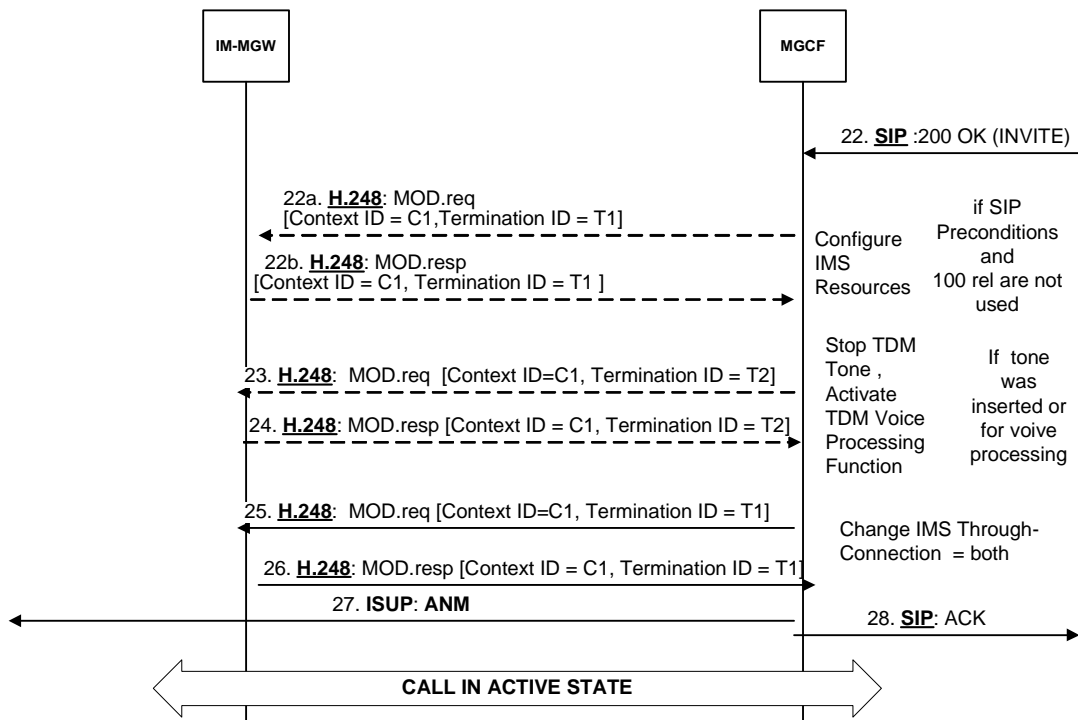 IM-MGW
MGCF
22. SIP :200 OK (INVITE)
22a. H.248: MOD.req
[Context ID = C1,Termination ID = T1]
22b. H.248: MOD.resp
[Context ID = C1, Termination ID = T1 ]
Configure
IMS
Resources
if SIP
Preconditions
and
100 rel are not
used
23. H.248:  MOD.req  [Context ID=C1, Termination ID = T2]
24. H.248: MOD.resp [Context ID = C1, Termination ID = T2]
Stop TDM
Tone ,
Activate
TDM Voice
Processing
Function
If  tone
was
inserted or
for voive
processing
25. H.248:  MOD.req [Context ID=C1, Termination ID = T1]
26. H.248: MOD.resp [Context ID = C1, Termination ID = T1]
Change IMS Through-
Connection  = both
27. ISUP: ANM
28. SIP: ACK
CALL IN ACTIVE STATE